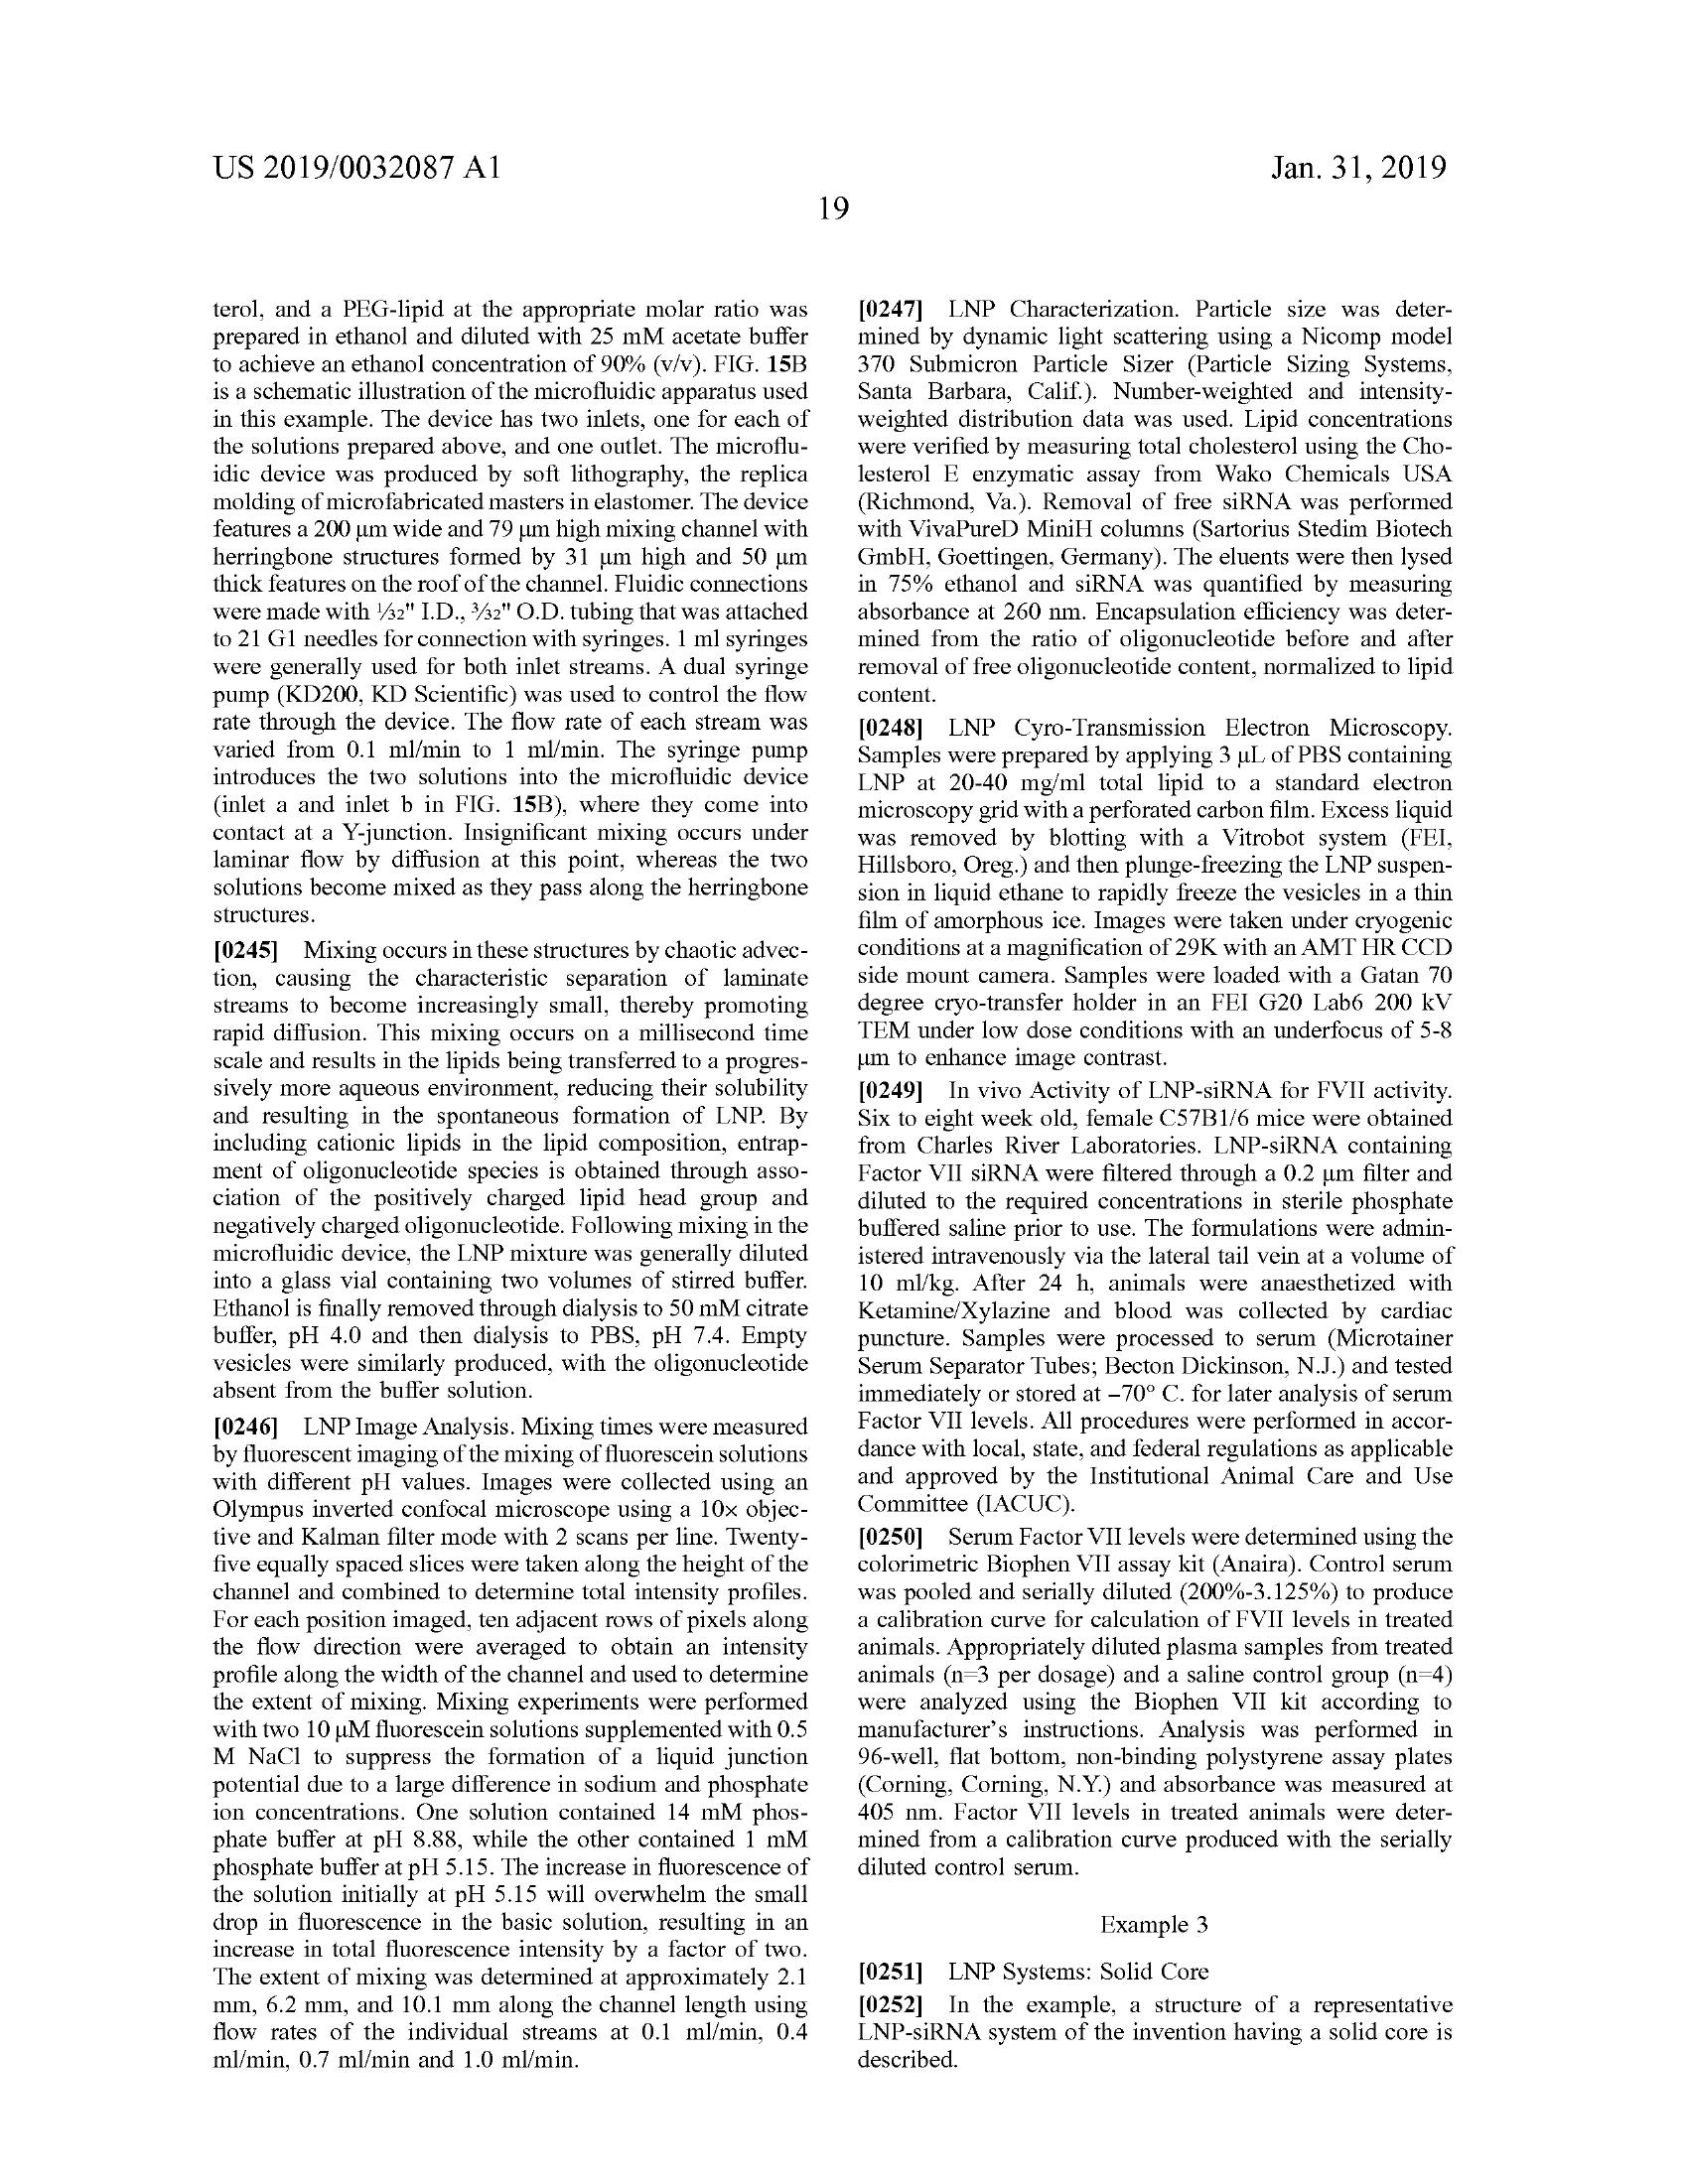 US 2019/0032087 A1
Jan. 31, 2019
19
terol, and a PEG-lipid at the appropriate molar ratio was
prepared in ethanol and diluted with 25 mM acetate buffer
to achieve an ethanol concentration of 90% (v/v). FIG. 15B
is a schematic illustration of the microfluidic apparatus used
in this example. The device has two inlets, one for each of
the solutions prepared above, and one outlet. The microflu-
idic device was produced by soft lithography, the replica
molding of microfabricated masters in elastomer. The device
features a 200 μm wide and 79 μm high mixing channel with
herringbone structures formed by 31 μm high and 50 μm
thick features on the roof of the channel. Fluidic connections
were made with 1/32" I.D., 3/32" O.D. tubing that was attached
to 21 G1 needles for connection with syringes. 1 ml syringes
were generally used for both inlet streams. A dual syringe
pump (KD200, KD Scientific) was used to control the flow
rate through the device. The flow rate of each stream was
varied from 0.1 ml/min to 1 ml/min. The syringe pump
introduces the two solutions into the microfluidic device
(inlet a and inlet b in FIG. 15B), where they come into
contact at a Y-junction. Insignificant mixing occurs under
laminar flow by diffusion at this point, whereas the two
solutions become mixed as they pass along the herringbone
structures.
[0245] Mixing occurs in these structures by chaotic advec-
tion, causing the characteristic separation of laminate
streams to become increasingly small, thereby promoting
rapid diffusion. This mixing occurs on a millisecond time
scale and results in the lipids being transferred to a progres-
sively more aqueous environment, reducing their solubility
and resulting in the spontaneous formation of LNP. By
including cationic lipids in the lipid composition, entrap-
ment of oligonucleotide species is obtained through asso-
ciation of the positively charged lipid head group and
negatively charged oligonucleotide. Following mixing in the
microfluidic device, the LNP mixture was generally diluted
into a glass vial containing two volumes of stirred buffer.
Ethanol is finally removed through dialysis to 50 mM citrate
buffer, pH 4.0 and then dialysis to PBS, pH 7.4. Empty
vesicles were similarly produced, with the oligonucleotide
absent from the buffer solution.
[0246] LNP Image Analysis. Mixing times were measured
by fluorescent imaging of the mixing of fluorescein solutions
with different pH values. Images were collected using an
Olympus inverted confocal microscope using a 10x objec-
tive and Kalman filter mode with 2 scans per line. Twenty-
five equally spaced slices were taken along the height of the
channel and combined to determine total intensity profiles.
For each position imaged, ten adjacent rows of pixels along
the flow direction were averaged to obtain an intensity
profile along the width of the channel and used to determine
the extent of mixing. Mixing experiments were performed
with two 10 μM fluorescein solutions supplemented with 0.5
M NaCl to suppress the formation of a liquid junction
potential due to a large difference in sodium and phosphate
ion concentrations. One solution contained 14 mM phos-
phate buffer at pH 8.88, while the other contained 1 mM
phosphate buffer at pH 5.15. The increase in fluorescence of
the solution initially at pH 5.15 will overwhelm the small
drop in fluorescence in the basic solution, resulting in an
increase in total fluorescence intensity by a factor of two.
The extent of mixing was determined at approximately 2.1
mm, 6.2 mm, and 10.1 mm along the channel length using
flow rates of the individual streams at 0.1 ml/min, 0.4
ml/min, 0.7 ml/min and 1.0 ml/min.
[0247] LNP Characterization. Particle size was deter-
mined by dynamic light scattering using a Nicomp model
370 Submicron Particle Sizer (Particle Sizing Systems,
Santa Barbara, Calif.). Number-weighted and intensity-
weighted distribution data was used. Lipid concentrations
were verified by measuring total cholesterol using the Cho-
lesterol E enzymatic assay from Wako Chemicals USA
(Richmond, Va.). Removal of free siRNA was performed
with VivaPureD MiniH columns (Sartorius Stedim Biotech
GmbH, Goettingen, Germany). The eluents were then lysed
in 75% ethanol and siRNA was quantified by measuring
absorbance at 260 nm. Encapsulation efficiency was deter-
mined from the ratio of oligonucleotide before and after
removal of free oligonucleotide content, normalized to lipid
content.
[0248] LNP Cyro-Transmission Electron Microscopy.
Samples were prepared by applying 3 μL of PBS containing
LNP at 20-40 mg/ml total lipid to a standard electron
microscopy grid with a perforated carbon film. Excess liquid
was removed by blotting with a Vitrobot system (FEI,
Hillsboro, Oreg.) and then plunge-freezing the LNP suspen-
sion in liquid ethane to rapidly freeze the vesicles in a thin
film of amorphous ice. Images were taken under cryogenic
conditions at a magnification of 29K with an AMT HR CCD
side mount camera. Samples were loaded with a Gatan 70
degree cryo-transfer holder in an FEI G20 Lab6 200 kV
TEM under low dose conditions with an underfocus of 5-8
μm to enhance image contrast.
[0249] In vivo Activity of LNP-siRNA for FVII activity.
Six to eight week old, female C57B1/6 mice were obtained
from Charles River Laboratories. LNP-siRNA containing
Factor VII siRNA were filtered through a 0.2 μm filter and
diluted to the required concentrations in sterile phosphate
buffered saline prior to use. The formulations were admin-
istered intravenously via the lateral tail vein at a volume of
10 ml/kg. After 24 h, animals were anaesthetized with
Ketamine/Xylazine and blood was collected by cardiac
puncture. Samples were processed to serum (Microtainer
Serum Separator Tubes; Becton Dickinson, N.J.) and tested
immediately or stored at −70° C. for later analysis of serum
Factor VII levels. All procedures were performed in accor-
dance with local, state, and federal regulations as applicable
and approved by the Institutional Animal Care and Use
Committee (IACUC).
[0250] Serum Factor VII levels were determined using the
colorimetric Biophen VII assay kit (Anaira). Control serum
was pooled and serially diluted (200%-3.125%) to produce
a calibration curve for calculation of FVII levels in treated
animals. Appropriately diluted plasma samples from treated
animals (n=3 per dosage) and a saline control group (n=4)
were analyzed using the Biophen VII kit according to
manufacturer's instructions. Analysis was performed in
96-well, flat bottom, non-binding polystyrene assay plates
(Corning, Corning, N.Y.) and absorbance was measured at
405 nm. Factor VII levels in treated animals were deter-
mined from a calibration curve produced with the serially
diluted control serum.
Example 3
[0251] LNP Systems: Solid Core
[0252] In the example, a structure of a representative
LNP-siRNA system of the invention having a solid core is
described.